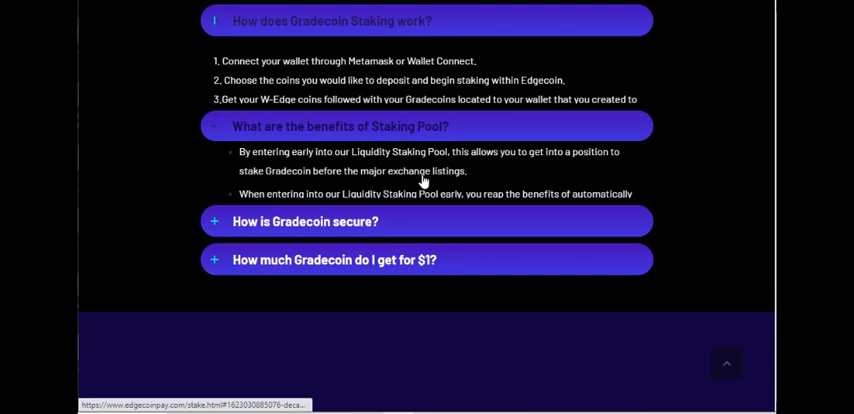 How does Gradecoin Staking work?
1. Connect your wallet through Metamask or Wallet Connect.
2. Choose the coins you would like to deposit and begin staking within Edgecoin.
3.Get your W-Edge coins followed with your Gradecoins located to your wallet that you created to
What are the benefits of Staking Pool?
By entering early into our Liquidity Staking Pool, this allows you to get into a position to
stake Gradecoin before the major exchange listings.
When entering into our Liquidity Staking Pool early, you reap the benefits of automatically
+ How is Gradecoin secure?
+ How much Gradecoin do I get for $1?
https://www.edgecoinpay.com/stake.html#1623030885076-deca...